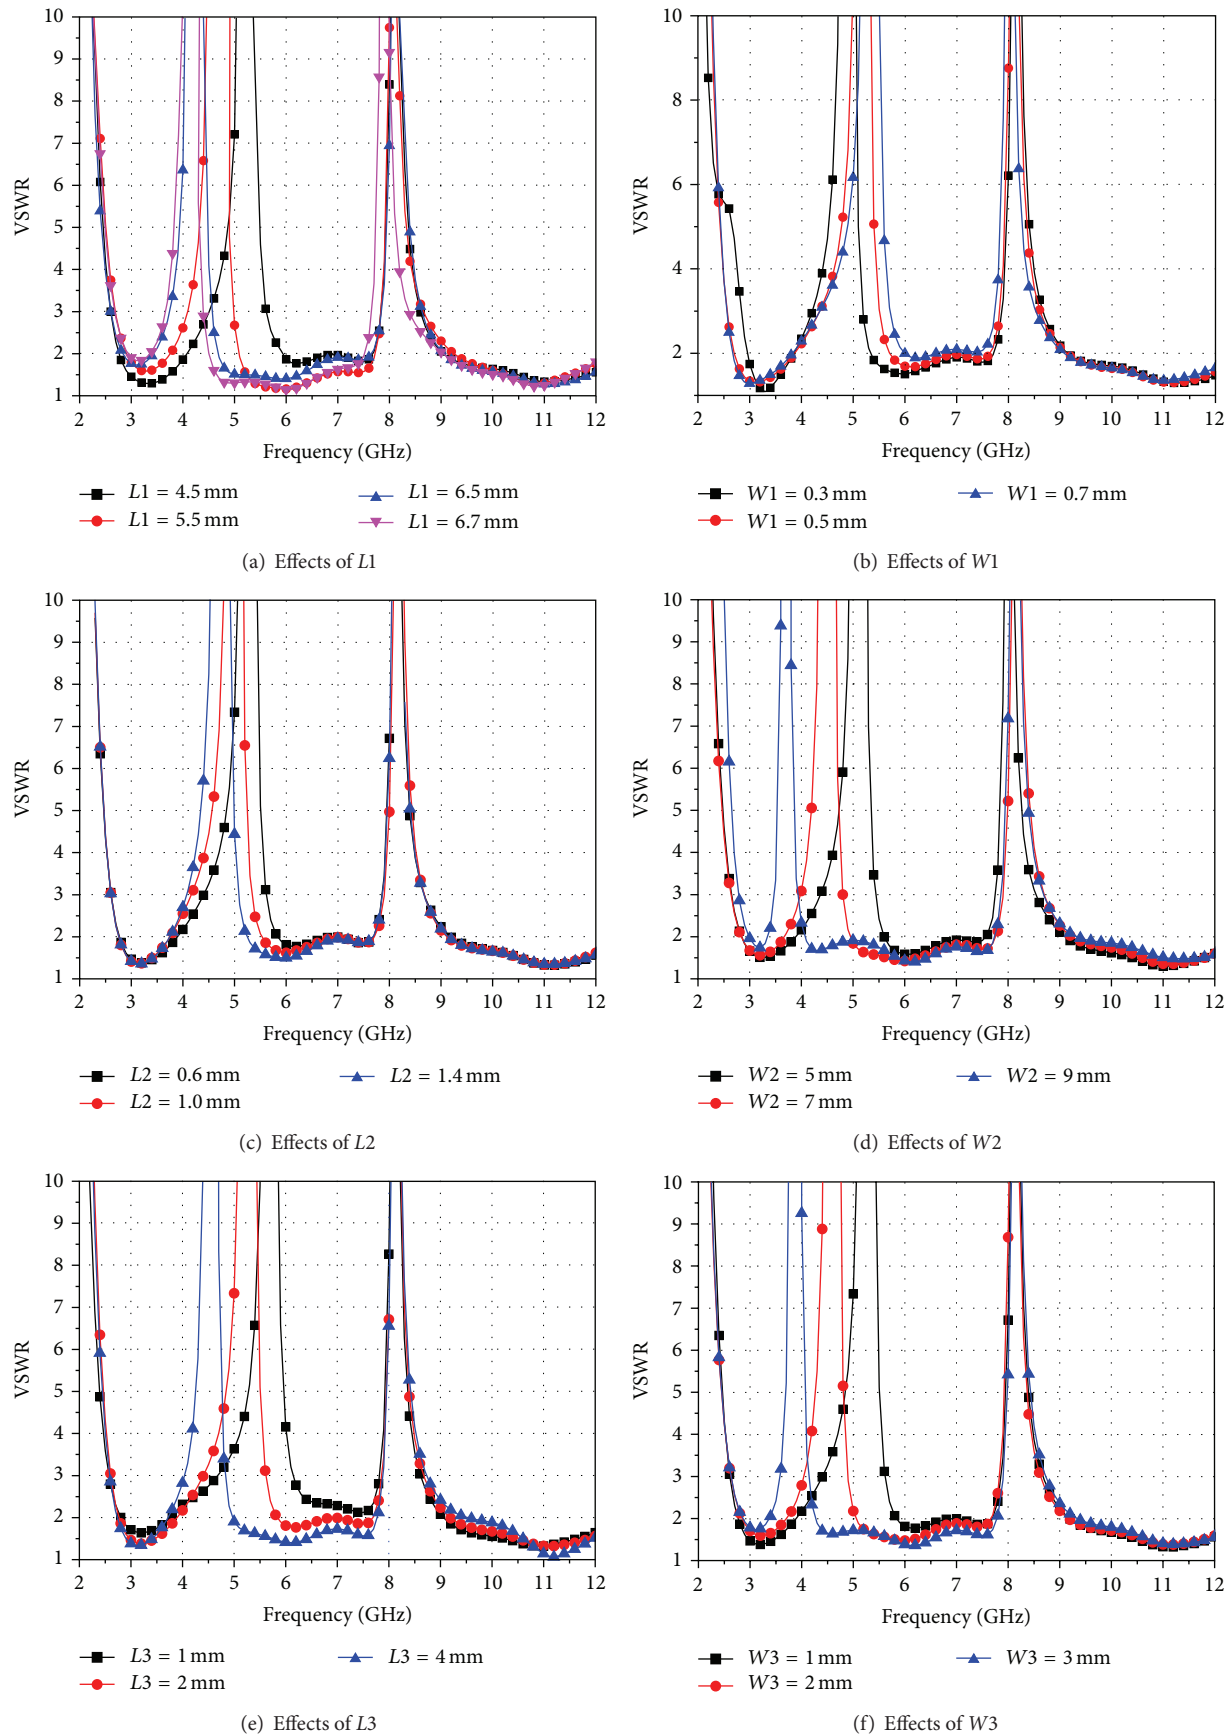 10
9
8
7
6
5
4
3
2
1
VSWR
2 3 4 5 6 7 8 9 10 11 12
Frequency (GHz)
L1 = 4.5 mm
L1 = 5.5 mm
L1 = 6.5 mm
L1 = 6.7 mm
(a) Effects of L1
10
8
6
4
2
VSWR
2 3 4 5 6 7 8 9 10 11 12
Frequency (GHz)
W1 = 0.3 mm
W1 = 0.5 mm
W1 = 0.7 mm
(b) Effects of W1
10
9
8
7
6
5
4
3
2
1
VSWR
2 3 4 5 6 7 8 9 10 11 12
Frequency (GHz)
L2 = 0.6 mm
L2 = 1.0 mm
L2 = 1.4 mm
(c) Effects of L2
10
9
8
7
6
5
4
3
2
1
VSWR
2 3 4 5 6 7 8 9 10 11 12
Frequency (GHz)
W2 = 5 mm
W2 = 7 mm
W2 = 9 mm
(d) Effects of W2
10
9
8
7
6
5
4
3
2
1
VSWR
2 3 4 5 6 7 8 9 10 11 12
Frequency (GHz)
L3 = 1 mm
L3 = 2 mm
L3 = 4 mm
(e) Effects of L3
10
9
8
7
6
5
4
3
2
1
VSWR
2 3 4 5 6 7 8 9 10 11 12
Frequency (GHz)
W3 = 1 mm
W3 = 2 mm
W3 = 3 mm
(f) Effects of W3